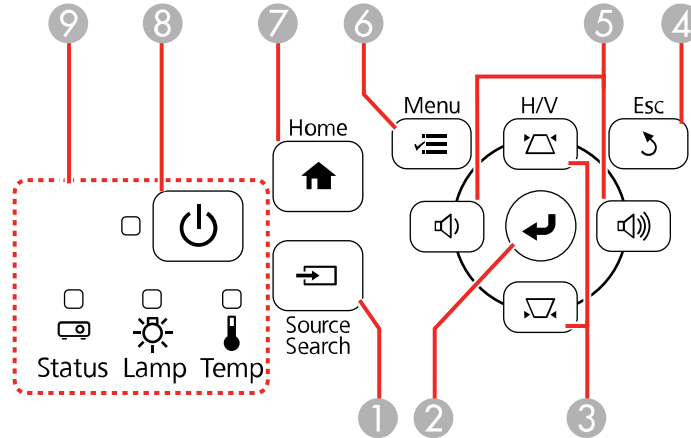 9 8 7 6 5 4
Menu H/V Esc
Home
Source
Search
Status Lamp Temp
1 2 3